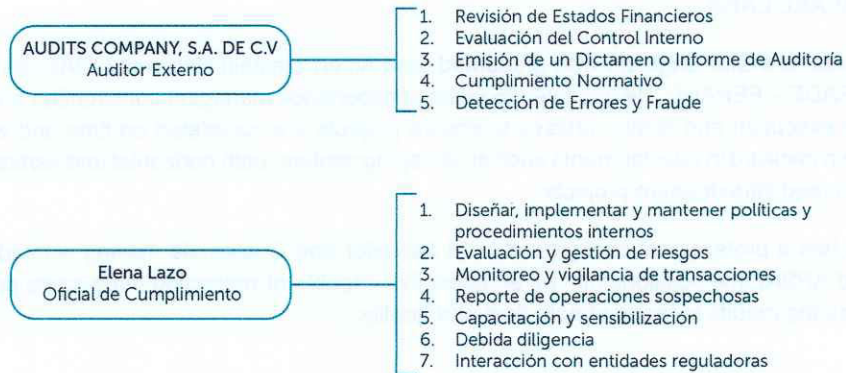 AUDITS COMPANY, S.A. DE C.V
Auditor Externo
1. Revisión de Estados Financieros
2. Evaluación del Control Interno
3. Emisión de un Dictamen o Informe de Auditoría
4. Cumplimiento Normativo
5. Detección de Errores y Fraude
Elena Lazo
Oficial de Cumplimiento
1. Diseñar, implementar y mantener políticas y
procedimientos internos
2. Evaluación y gestión de riesgos
3. Monitoreo y vigilancia de transacciones
4. Reporte de operaciones sospechosas
5. Capacitación y sensibilización
6. Debida diligencia
7. Interacción con entidades reguladoras